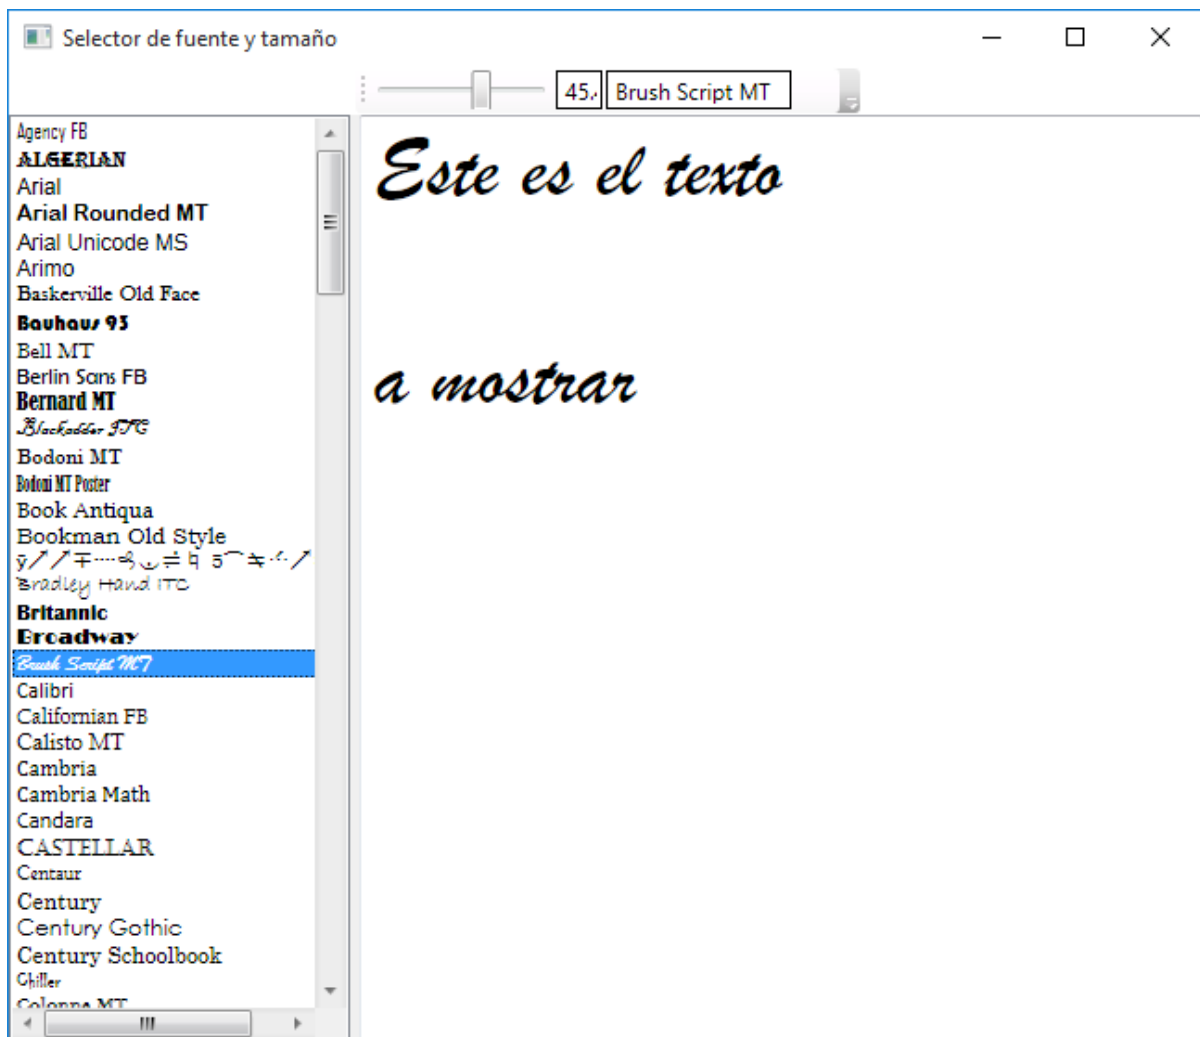 Selector de fuente y tamaño
45. Brush Script MT
Agency FB
ALGERIAN
Arial
Arial Rounded MT
Arial Unicode MS
Arimo
Baskerville Old Face
Bauhaus 93
Bell MT
Berlin Sans FB
Bernard MT
Blackadder ITC
Bodoni MT
Bodoni MT Poster
Book Antiqua
Bookman Old Style
Bradley Hand ITC
Britannic
Broadway
Brush Script MT
Calibri
Californian FB
Calisto MT
Cambria
Cambria Math
Candara
CASTELLAR
Centaur
Century
Century Gothic
Century Schoolbook
Chiller
Colonna MT
Este es el texto
a mostrar